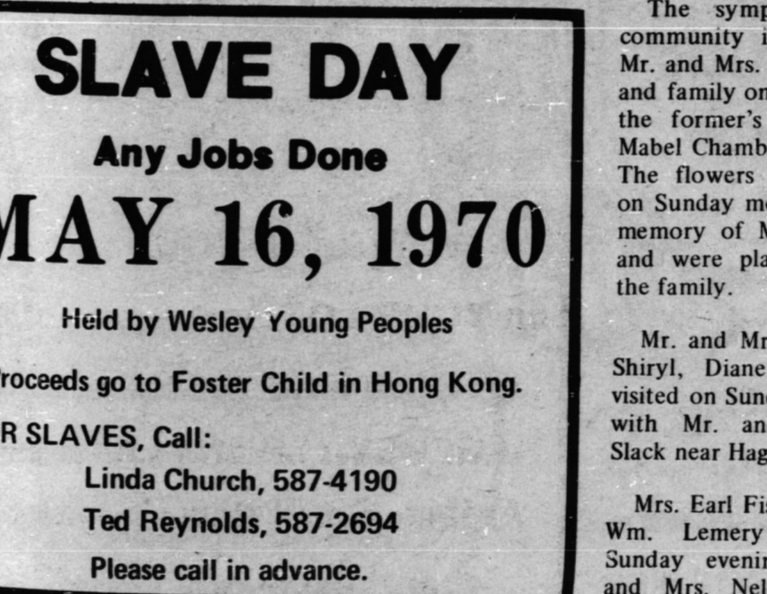 SLAVE DAY
Any Jobs Done
MAY 16, 1970
Held by Wesley Young Peoples
roceeds go to Foster Child in Hong Kong.
R SLAVES, Call:
Linda Church, 587-4190
Ted Reynolds, 587-2694
Please call in advance.
The symp
community i
Mr. and Mrs.
and family on
the former's
Mabel Chamb
The flowers
on Sunday mo
memory of M
and were pla
the family.
Mr. and Mr
Shiryl, Diane
visited on Sun
with Mr. an
Slack near Hag
Mrs. Earl Fis
Wm. Lemery
Sunday evenin
and Mrs. Nel